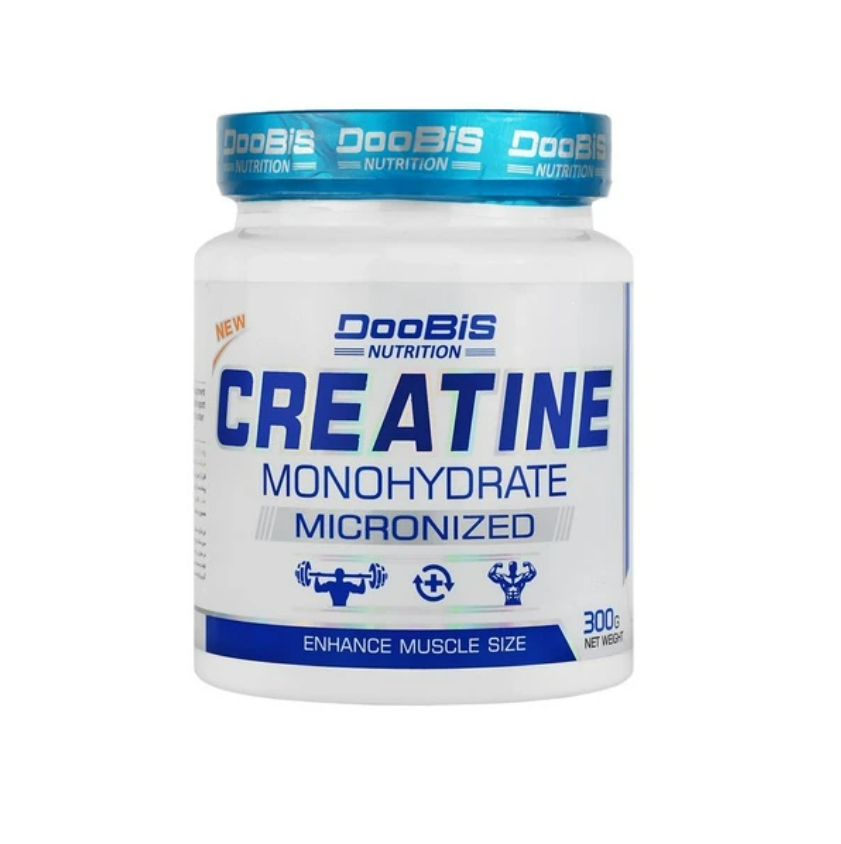 DooBiS DooBiS DooBiS
NUTRITION NUTRITION NUTRITION
NEW
DooBiS
NUTRITION
CREATINE
MONOHYDRATE
MICRONIZED
ENHANCE MUSCLE SIZE
300G
NET WEIGHT